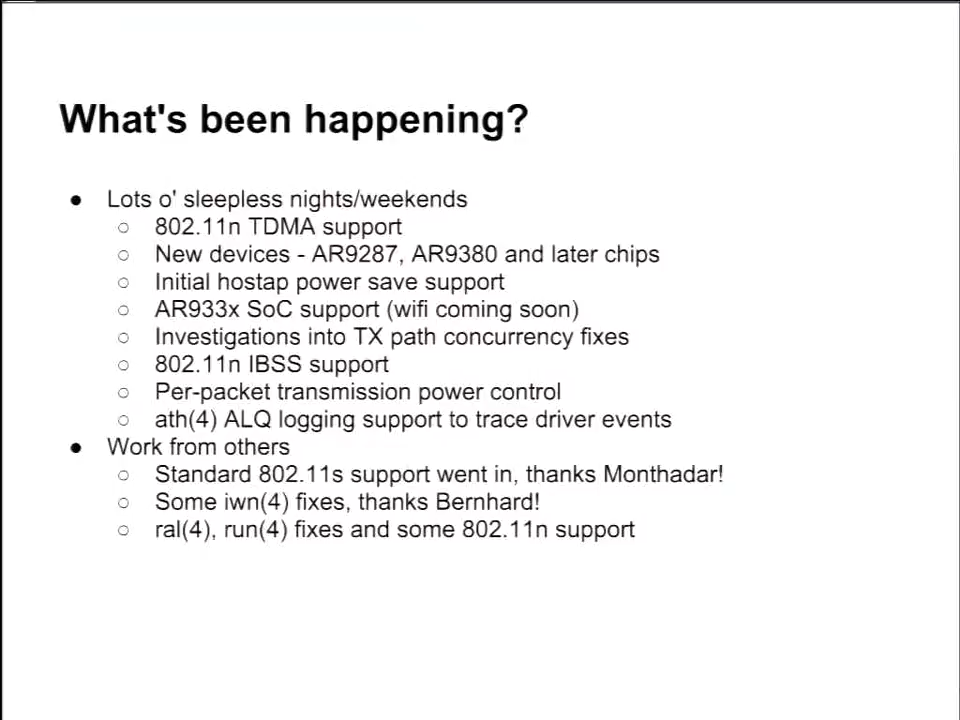 What's been happening?
● Lots o' sleepless nights/weekends
○ 802.11n TDMA support
○ New devices - AR9287, AR9380 and later chips
○ Initial hostap power save support
○ AR933x SoC support (wifi coming soon)
○ Investigations into TX path concurrency fixes
○ 802.11n IBSS support
○ Per-packet transmission power control
○ ath(4) ALQ logging support to trace driver events
● Work from others
○ Standard 802.11s support went in, thanks Monthadar!
○ Some iwn(4) fixes, thanks Bernhard!
○ ral(4), run(4) fixes and some 802.11n support